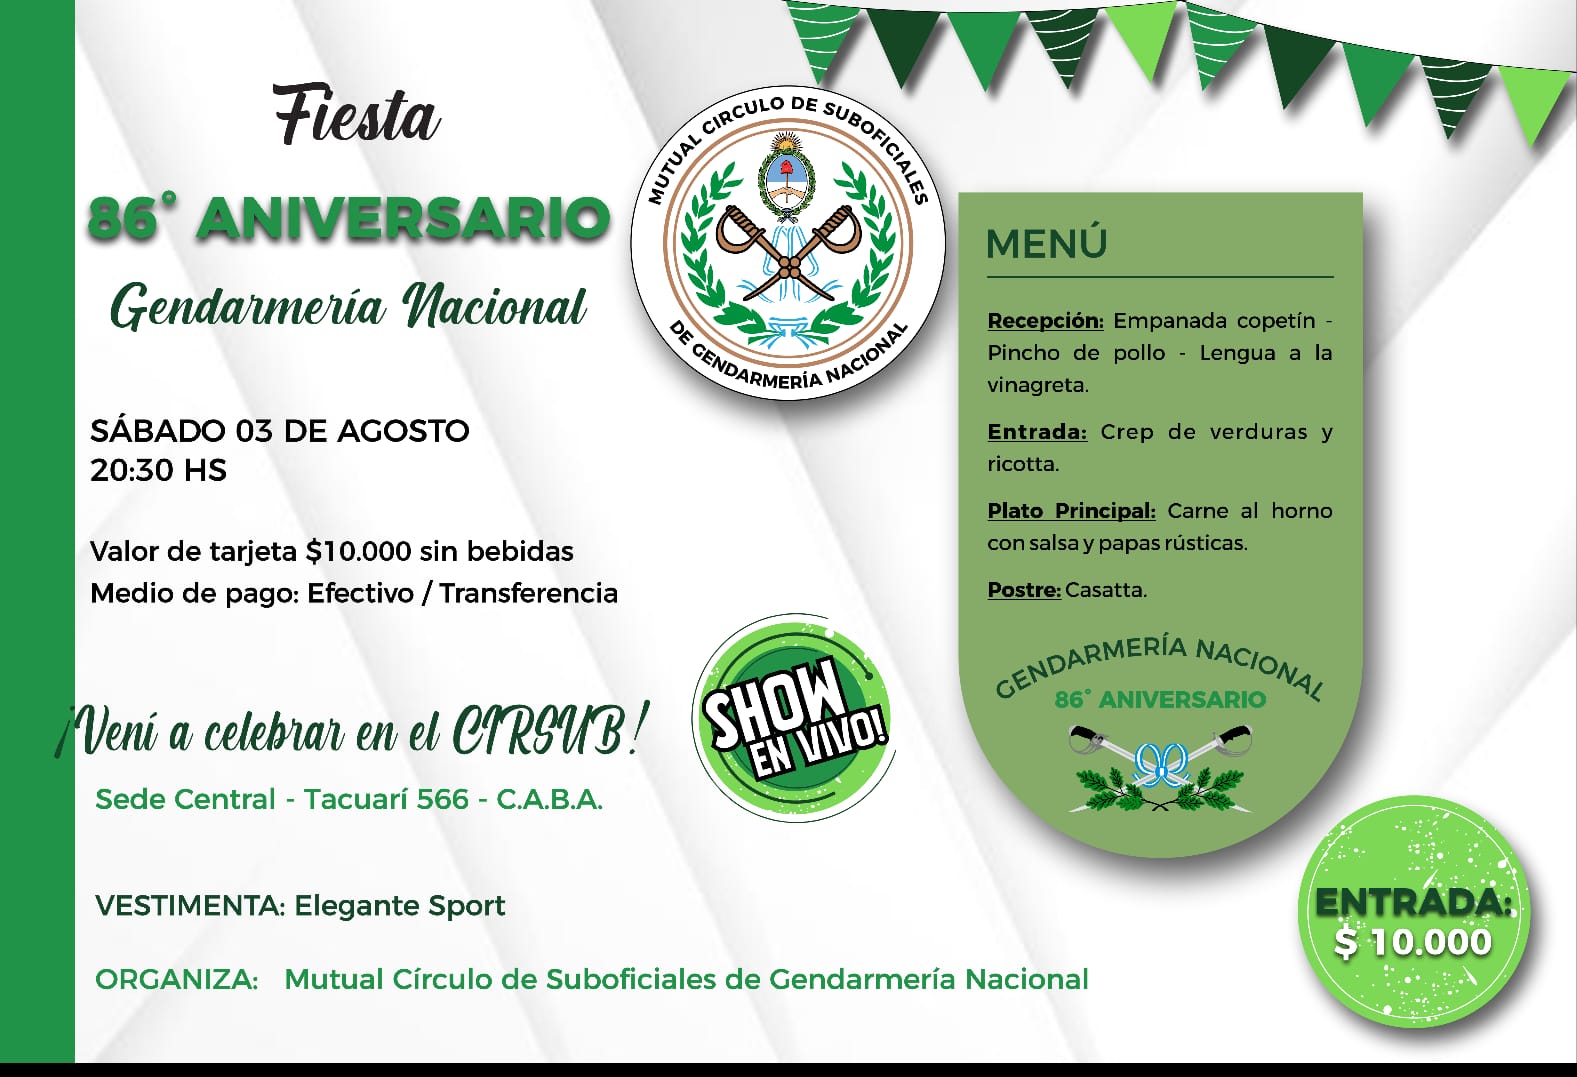 Fiesta
86° ANIVERSARIO
Gendarmería Nacional
MUTUAL CIRCULO DE SUBOFICIALES
DE GENDARMERÍA NACIONAL
SÁBADO 03 DE AGOSTO
20:30 HS
Valor de tarjeta $10.000 sin bebidas
Medio de pago: Efectivo / Transferencia
¡Vení a celebrar en el CIRSUB!
Sede Central - Tacuarí 566 - C.A.B.A.
SHOW
EN VIVO!
VESTIMENTA: Elegante Sport
ORGANIZA: Mutual Círculo de Suboficiales de Gendarmería Nacional
MENÚ
Recepción: Empanada copetín -
Pincho de pollo - Lengua a la
vinagreta.
Entrada: Crep de verduras y
ricotta.
Plato Principal: Carne al horno
con salsa y papas rústicas.
Postre: Casatta.
GENDARMERÍA NACIONAL
86° ANIVERSARIO
ENTRADA:
$ 10.000